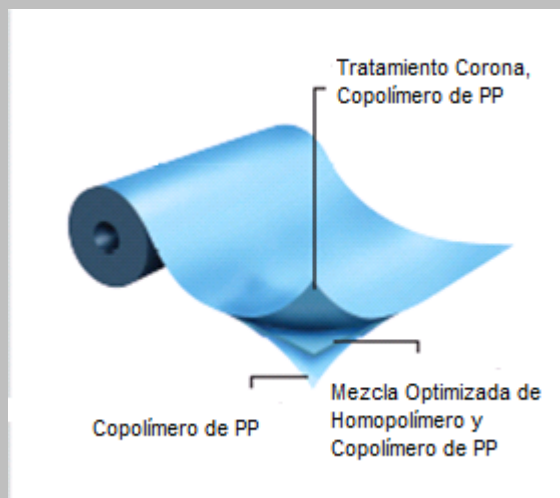 Tratamiento Corona,
Copolímero de PP
Mezcla Optimizada de
Homopolímero y
Copolímero de PP
Copolímero de PP